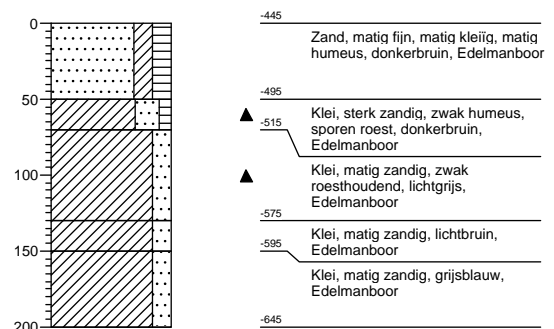 0
50
100
150
200
-445
Zand, matig fijn, matig kleiïg, matig
humeus, donkerbruin, Edelmanboor
-495
Klei, sterk zandig, zwak humeus,
sporen roest, donkerbruin,
Edelmanboor
-515
Klei, matig zandig, zwak
roesthoudend, lichtgrijs,
Edelmanboor
-575
Klei, matig zandig, lichtbruin,
Edelmanboor
-595
Klei, matig zandig, grijsblauw,
Edelmanboor
-645